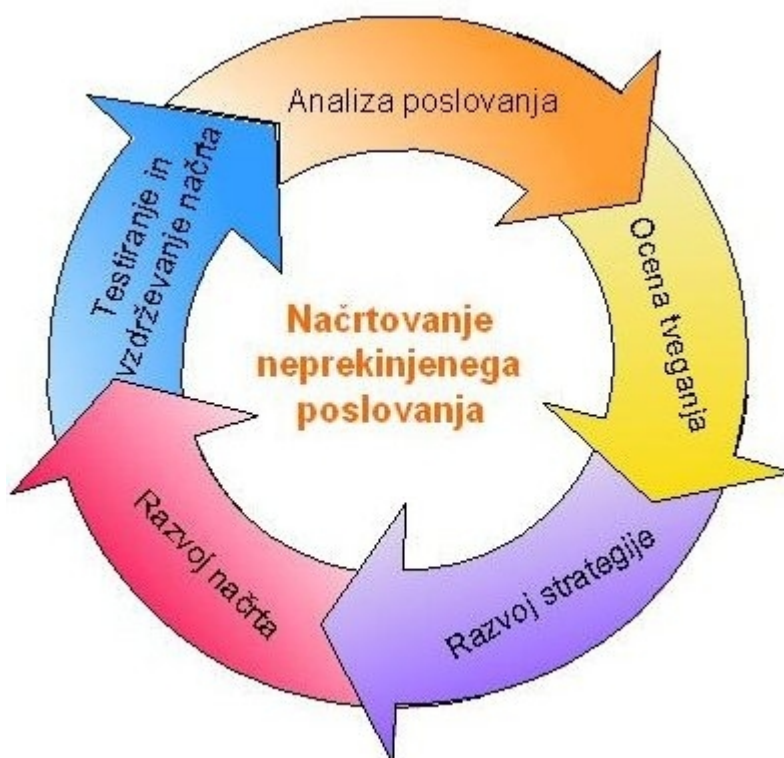 Analiza poslovanja
Ocena tveganja
Razvoj strategije
Razvoj načrta
Testiranje in
vzdrževanje načrta
Načrtovanje
neprekinjenega
poslovanja